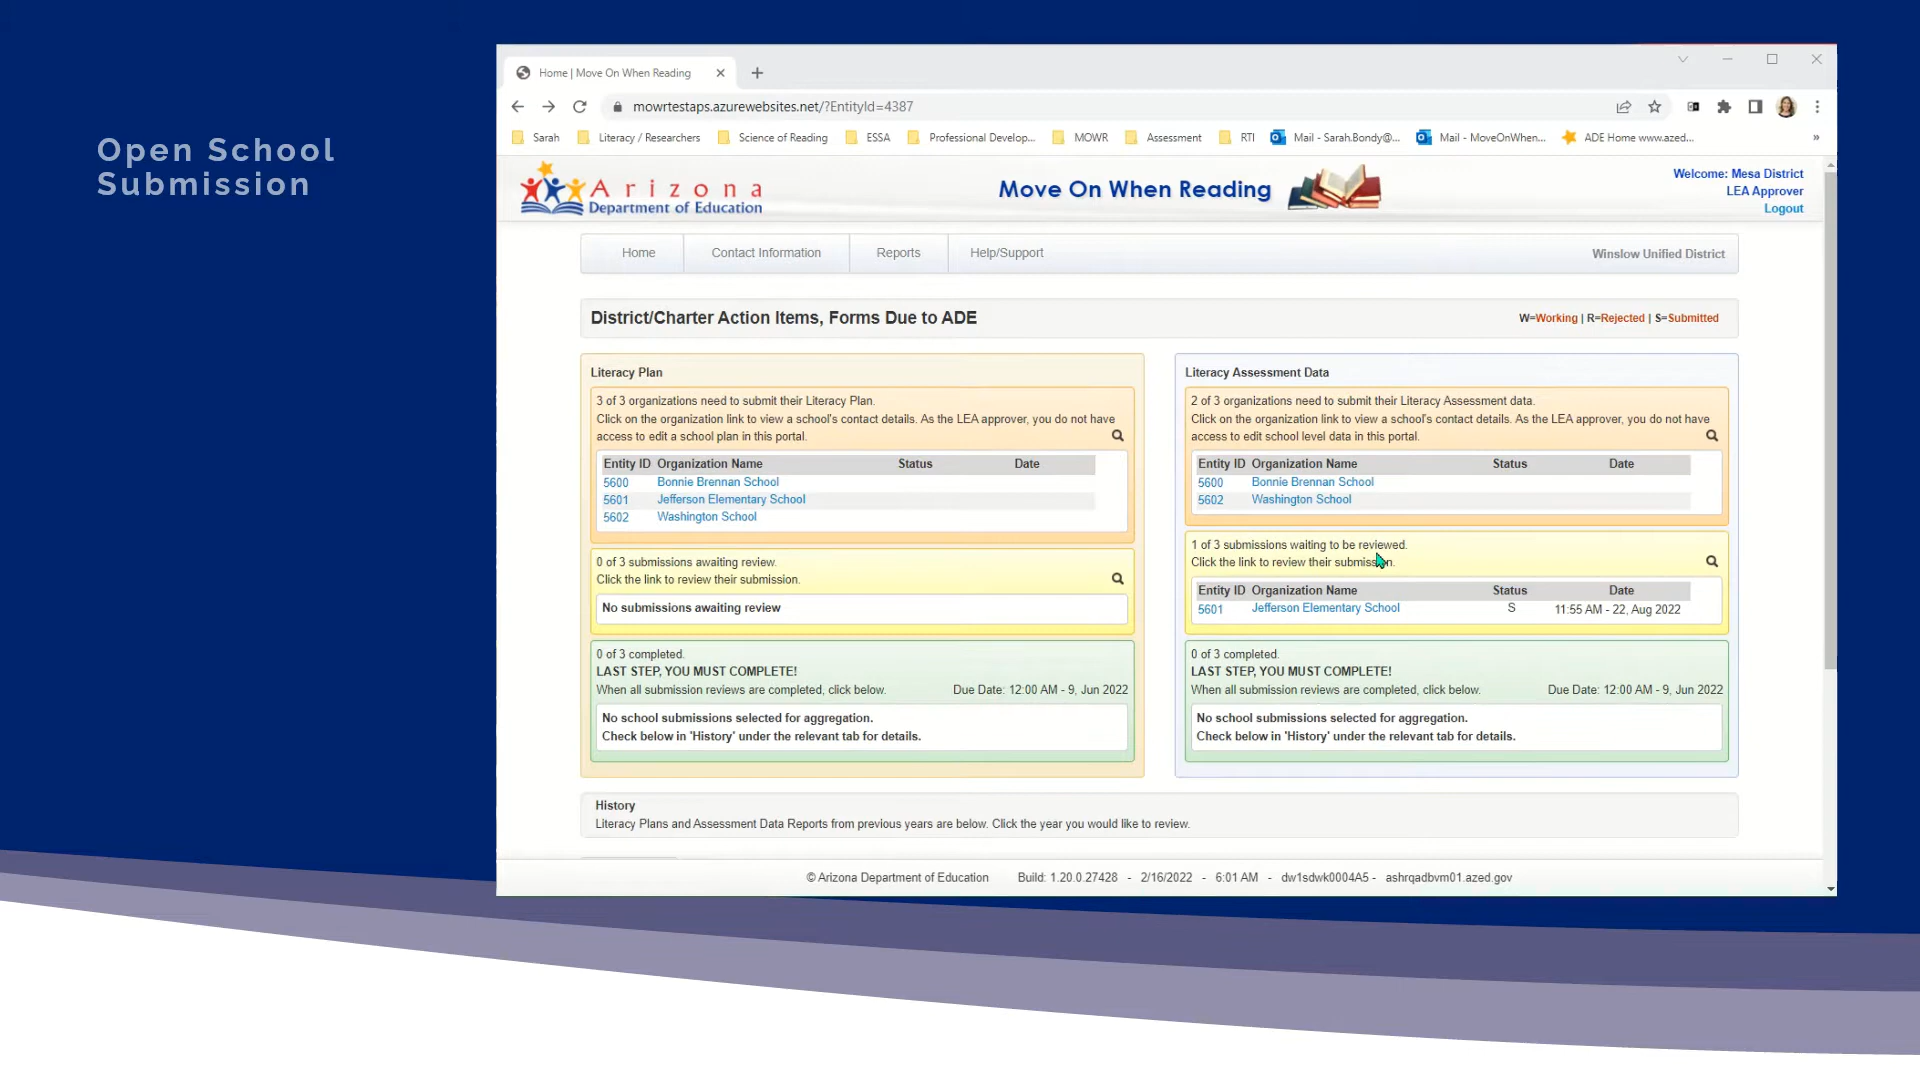 Open School
Submission
Home | Move On When Reading
mowrtestaps.azurewebsites.net/?EntityId=4387
Sarah
Literacy / Researchers
Science of Reading
ESSA
Professional Develop...
MOWR
Assessment
RTI
Mail - Sarah.Bondy@...
Mail - MoveOnWhen...
ADE Home www.azed...
»
Arizona
Department of Education
Move On When Reading
Welcome: Mesa District
LEA Approver
Logout
Home
Contact Information
Reports
Help/Support
Winslow Unified District
District/Charter Action Items, Forms Due to ADE
W=Working | R=Rejected | S=Submitted
Literacy Plan
3 of 3 organizations need to submit their Literacy Plan.
Click on the organization link to view a school's contact details. As the LEA approver, you do not have
access to edit a school plan in this portal.
Entity ID Organization Name Status Date
5600 Bonnie Brennan School
5601 Jefferson Elementary School
5602 Washington School
0 of 3 submissions awaiting review.
Click the link to review their submission.
No submissions awaiting review
0 of 3 completed.
LAST STEP, YOU MUST COMPLETE!
When all submission reviews are completed, click below. Due Date: 12:00 AM - 9, Jun 2022
No school submissions selected for aggregation.
Check below in 'History' under the relevant tab for details.
Literacy Assessment Data
2 of 3 organizations need to submit their Literacy Assessment data.
Click on the organization link to view a school's contact details. As the LEA approver, you do not have
access to edit school level data in this portal.
Entity ID Organization Name Status Date
5600 Bonnie Brennan School
5602 Washington School
1 of 3 submissions waiting to be reviewed.
Click the link to review their submission.
Entity ID Organization Name Status Date
5601 Jefferson Elementary School S 11:55 AM - 22, Aug 2022
0 of 3 completed.
LAST STEP, YOU MUST COMPLETE!
When all submission reviews are completed, click below. Due Date: 12:00 AM - 9, Jun 2022
No school submissions selected for aggregation.
Check below in 'History' under the relevant tab for details.
History
Literacy Plans and Assessment Data Reports from previous years are below. Click the year you would like to review.
© Arizona Department of Education Build: 1.20.0.27428 - 2/16/2022 - 6:01 AM - dw1sdwk0004A5 - ashrqadbvm01.azed.gov